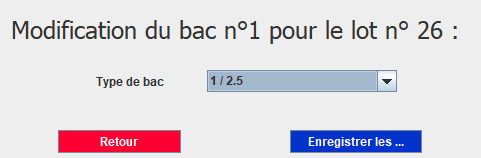 Modification du bac n°1 pour le lot n° 26 :
Type de bac 1 / 2.5
Retour Enregistrer les ...